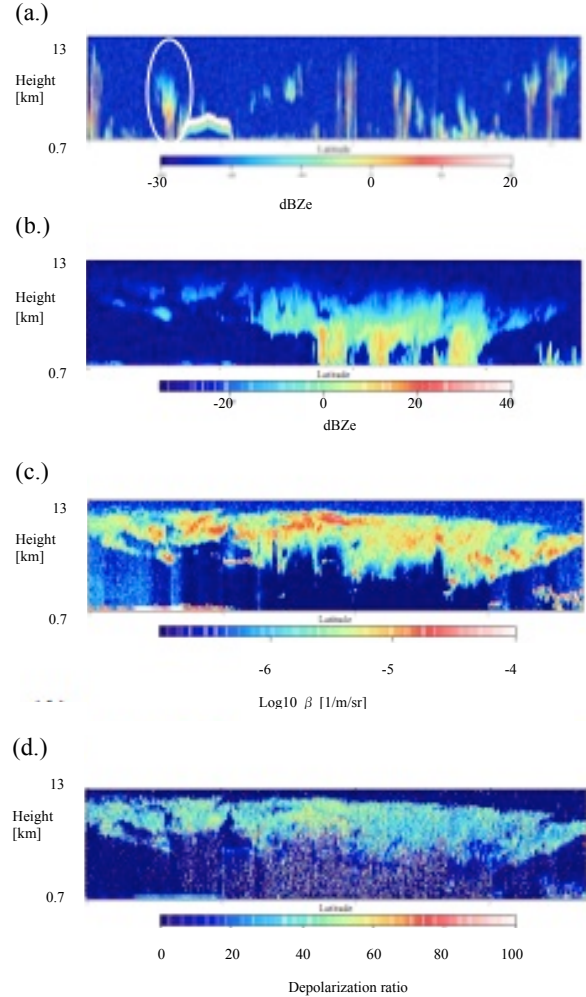 (a.)
13
Height
[km]
0.7
Latitude
-30 0 20
dBZe
(b.)
13
Height
[km]
0.7
Latitude
-20 0 20 40
dBZe
(c.)
13
Height
[km]
0.7
Latitude
-6 -5 -4
Log10 β [1/m/sr]
(d.)
13
Height
[km]
0.7
Latitude
0 20 40 60 80 100
Depolarization ratio